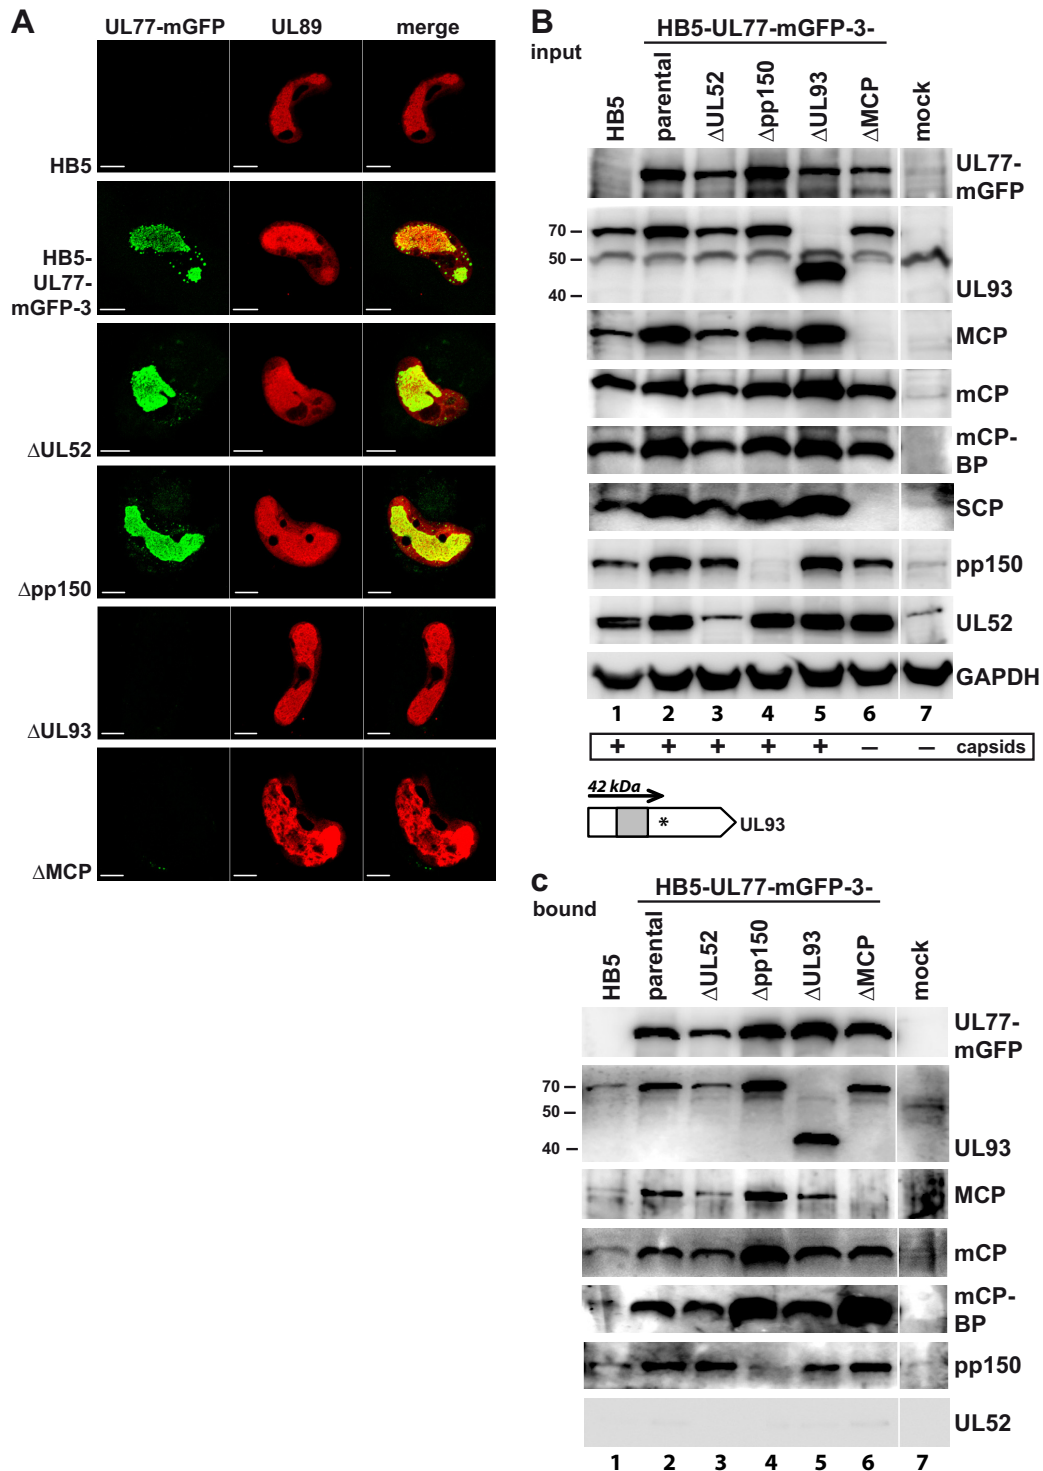 A
UL77-mGFP UL89 merge
HB5
HB5-
UL77-
mGFP-3
ΔUL52
Δpp150
ΔUL93
ΔMCP
B
input
HB5-UL77-mGFP-3-
HB5 parental ΔUL52 Δpp150 ΔUL93 ΔMCP mock
UL77-
mGFP
70 –
50 –
40 –
UL93
MCP
mCP
mCP-
BP
SCP
pp150
UL52
GAPDH
1 2 3 4 5 6 7
+ + + + + – – capsids
42 kDa
* UL93
c
bound
HB5-UL77-mGFP-3-
HB5 parental ΔUL52 Δpp150 ΔUL93 ΔMCP mock
UL77-
mGFP
70 –
50 –
40 –
UL93
MCP
mCP
mCP-
BP
pp150
UL52
1 2 3 4 5 6 7